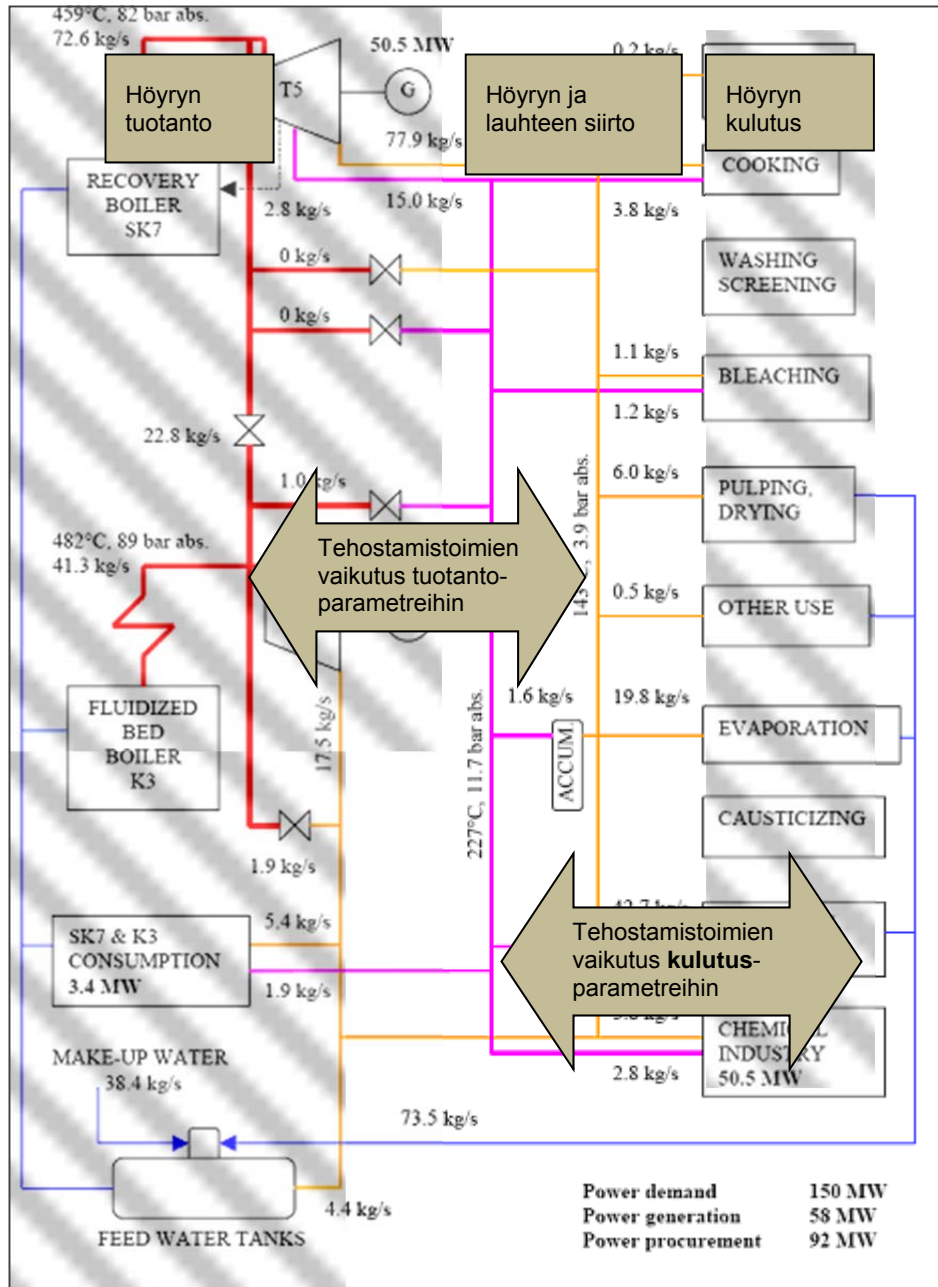 459°C, 82 bar abs.
72.6 kg/s
50.5 MW
0.2 kg/s
Höyryn
tuotanto
T5
G
Höyryn ja
lauhteen siirto
Höyryn
kulutus
77.9 kg/s
COOKING
RECOVERY
BOILER
SK7
2.8 kg/s
15.0 kg/s
3.8 kg/s
0 kg/s
WASHING
SCREENING
0 kg/s
1.1 kg/s
BLEACHING
1.2 kg/s
22.8 kg/s
1.0 kg/s
6.0 kg/s
PULPING,
DRYING
482°C, 89 bar abs.
41.3 kg/s
Tehostamistoimien
vaikutus tuotanto-
parametreihin
3.9 bar abs.
0.5 kg/s
OTHER USE
FLUIDIZED
BED
BOILER
K3
17.5 kg/s
227°C, 11.7 bar abs.
1.6 kg/s
ACCUM.
19.8 kg/s
EVAPORATION
CAUSTICIZING
1.9 kg/s
SK7 & K3
CONSUMPTION
3.4 MW
5.4 kg/s
1.9 kg/s
Tehostamistoimien
vaikutus kulutus-
parametreihin
CHEMICAL
INDUSTRY
50.5 MW
2.8 kg/s
MAKE-UP WATER
38.4 kg/s
73.5 kg/s
4.4 kg/s
FEED WATER TANKS
Power demand 150 MW
Power generation 58 MW
Power procurement 92 MW